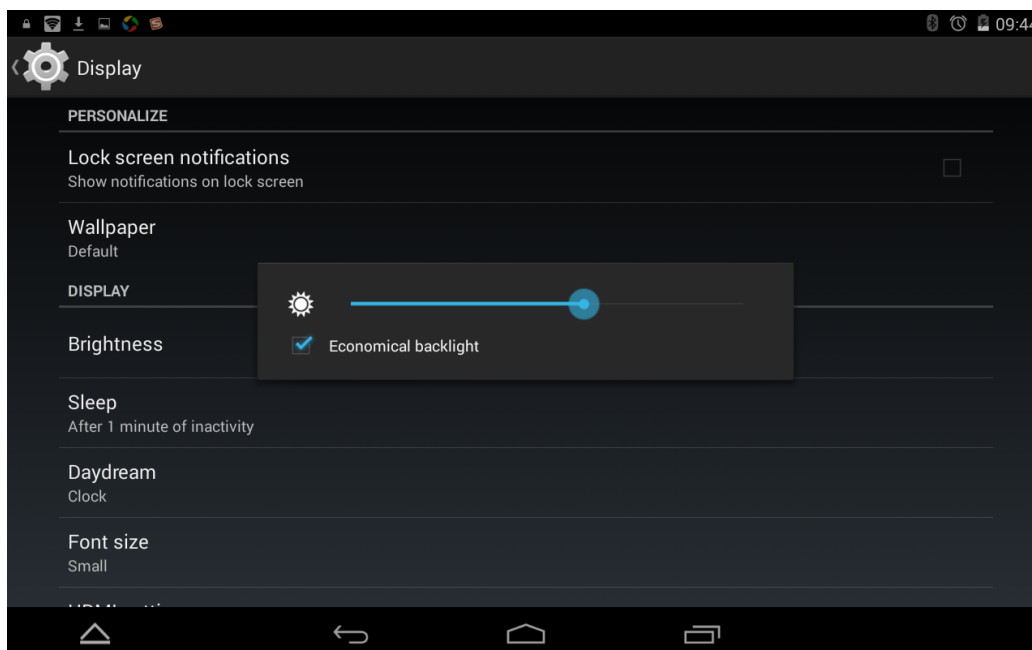 09:44
Display
PERSONALIZE
Lock screen notifications
Show notifications on lock screen
Wallpaper
Default
DISPLAY
Brightness
Economical backlight
Sleep
After 1 minute of inactivity
Daydream
Clock
Font size
Small